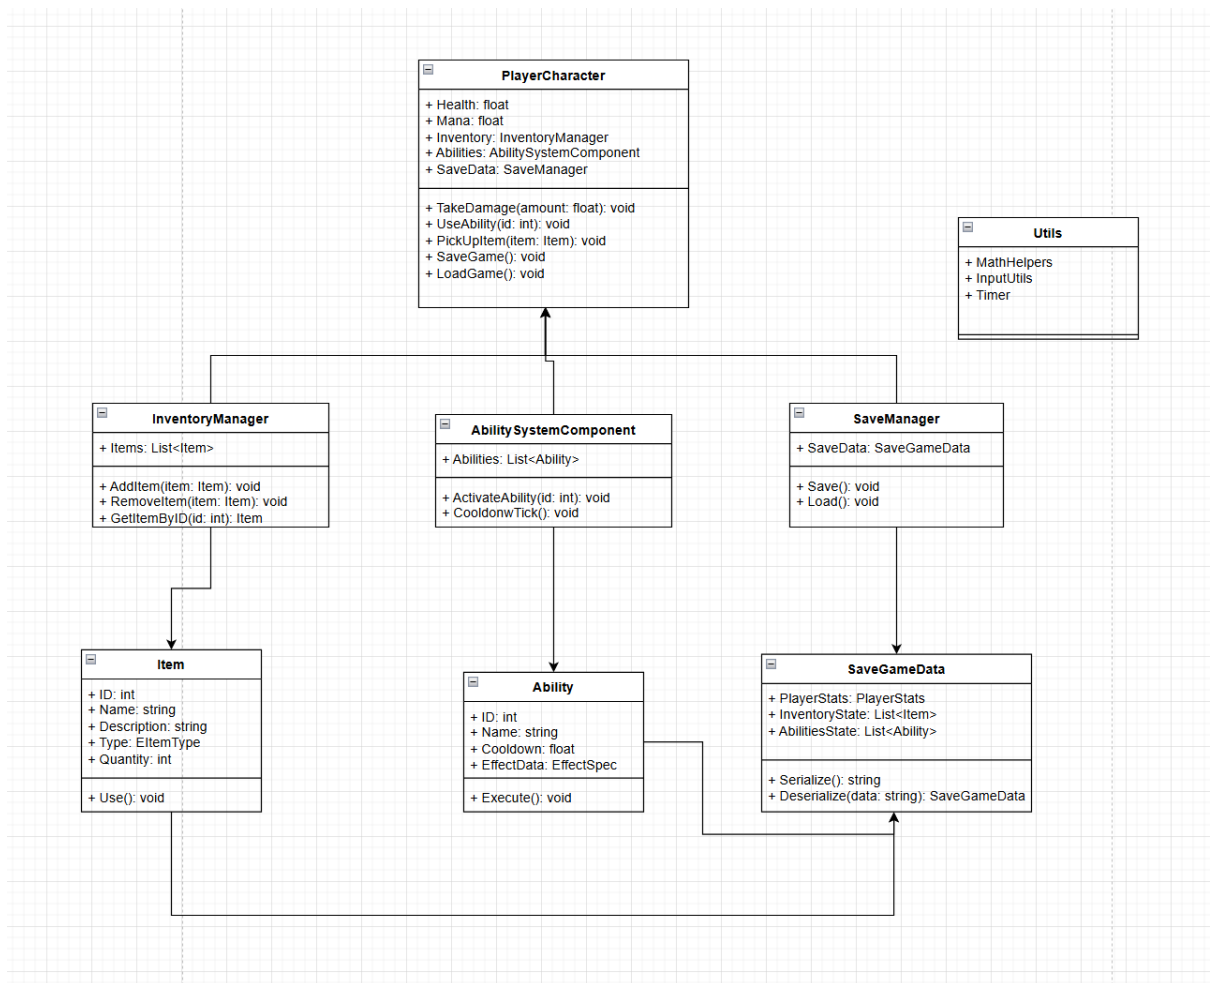 PlayerCharacter
+ Health: float
+ Mana: float
+ Inventory: InventoryManager
+ Abilities: AbilitySystemComponent
+ SaveData: SaveManager
+ TakeDamage(amount: float): void
+ UseAbility(id: int): void
+ PickUpItem(item: Item): void
+ SaveGame(): void
+ LoadGame(): void
Utils
+ MathHelpers
+ InputUtils
+ Timer
InventoryManager
+ Items: List<Item>
+ AddItem(item: Item): void
+ RemoveItem(item: Item): void
+ GetItemByID(id: int): Item
AbilitySystemComponent
+ Abilities: List<Ability>
+ ActivateAbility(id: int): void
+ CooldonwTick(): void
SaveManager
+ SaveData: SaveGameData
+ Save(): void
+ Load(): void
Item
+ ID: int
+ Name: string
+ Description: string
+ Type: EItemType
+ Quantity: int
+ Use(): void
Ability
+ ID: int
+ Name: string
+ Cooldown: float
+ EffectData: EffectSpec
+ Execute(): void
SaveGameData
+ PlayerStats: PlayerStats
+ InventoryState: List<Item>
+ AbilitiesState: List<Ability>
+ Serialize(): string
+ Deserialize(data: string): SaveGameData